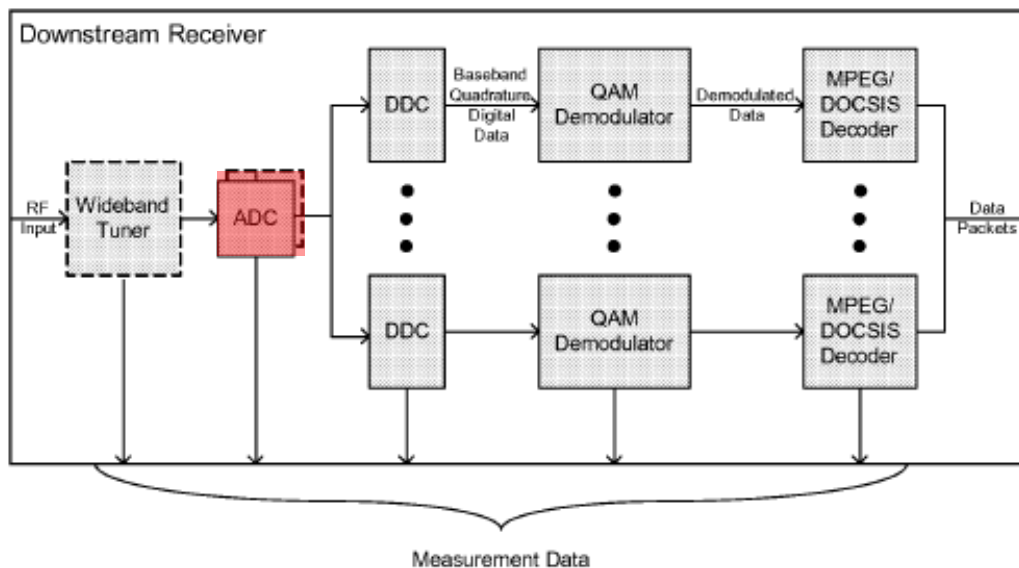 Downstream Receiver
RF
Input
Wideband
Tuner
ADC
DDC
Baseband
Quadrature
Digital
Data
QAM
Demodulator
Demodulated
Data
MPEG/
DOCSIS
Decoder
DDC
QAM
Demodulator
MPEG/
DOCSIS
Decoder
Data
Packets
Measurement Data